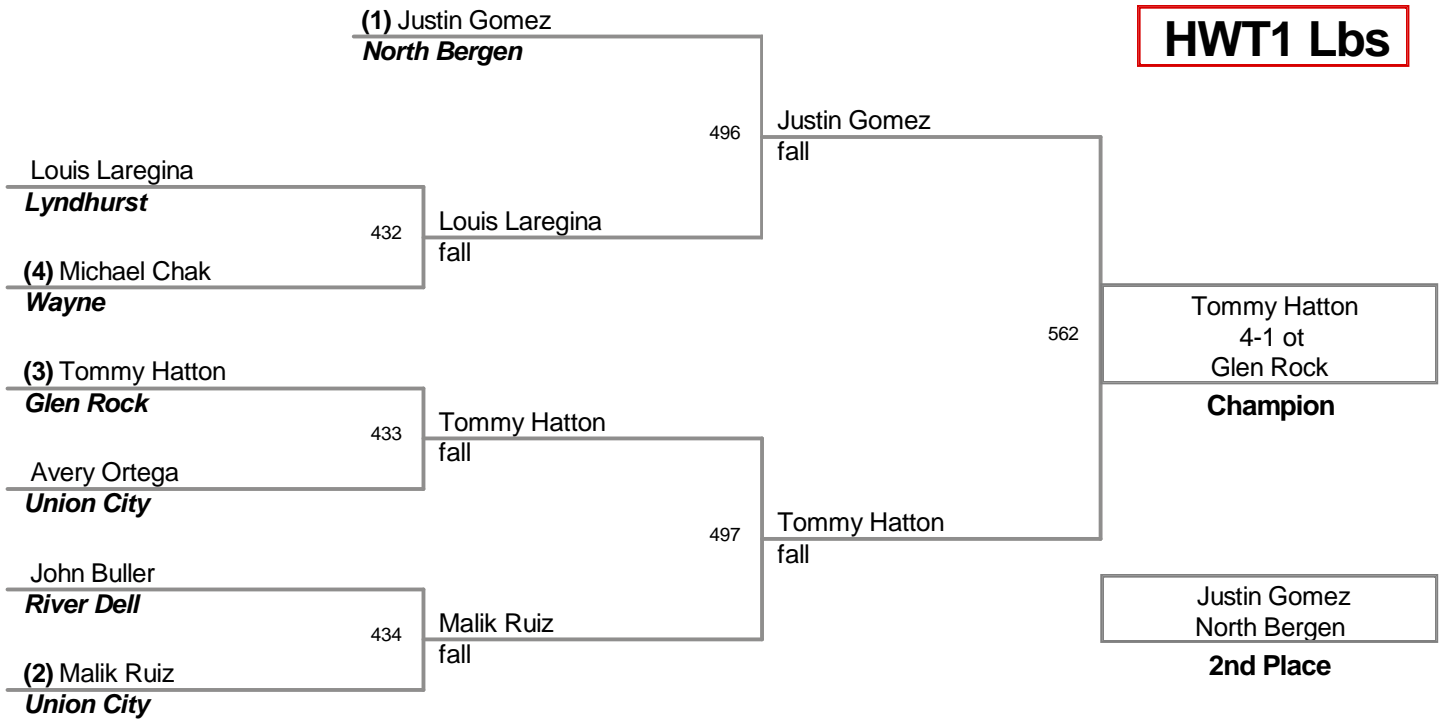 (1) Justin Gomez
North Bergen
HWT1 Lbs
496
Justin Gomez
fall
Louis Laregina
Lyndhurst
432
Louis Laregina
fall
(4) Michael Chak
Wayne
562
Tommy Hatton
4-1 ot
Glen Rock
Champion
(3) Tommy Hatton
Glen Rock
433
Tommy Hatton
fall
Avery Ortega
Union City
497
Tommy Hatton
fall
John Buller
River Dell
434
Malik Ruiz
fall
(2) Malik Ruiz
Union City
Justin Gomez
North Bergen
2nd Place